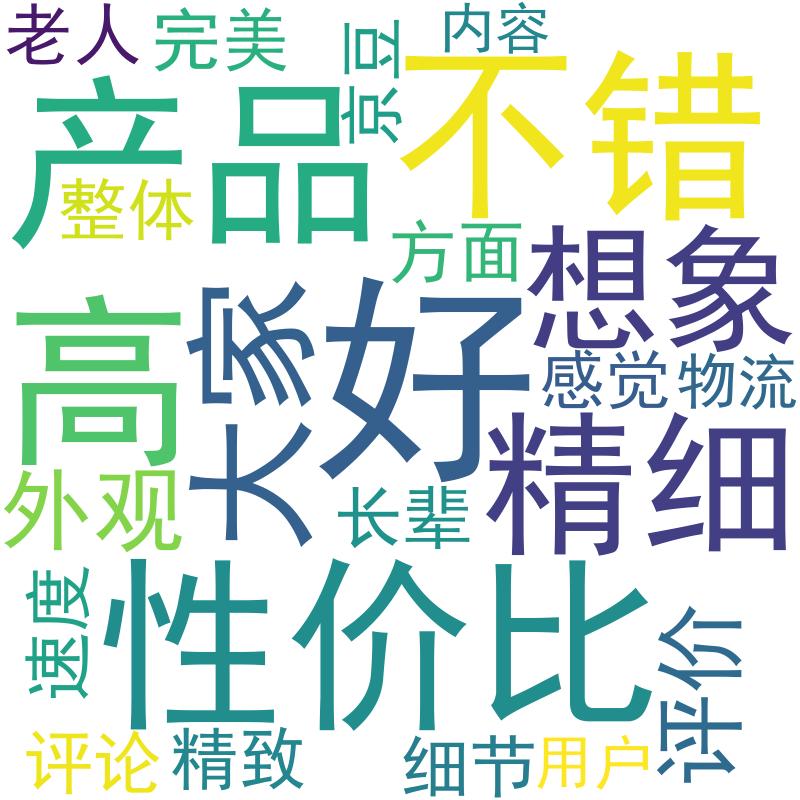 老人
完美
京豆
内容
产品
不错
整体
方面
想象
高
大家
好
感觉
物流
外观
长辈
精细
速度
性价比
评价
评论
精致
细节
用户